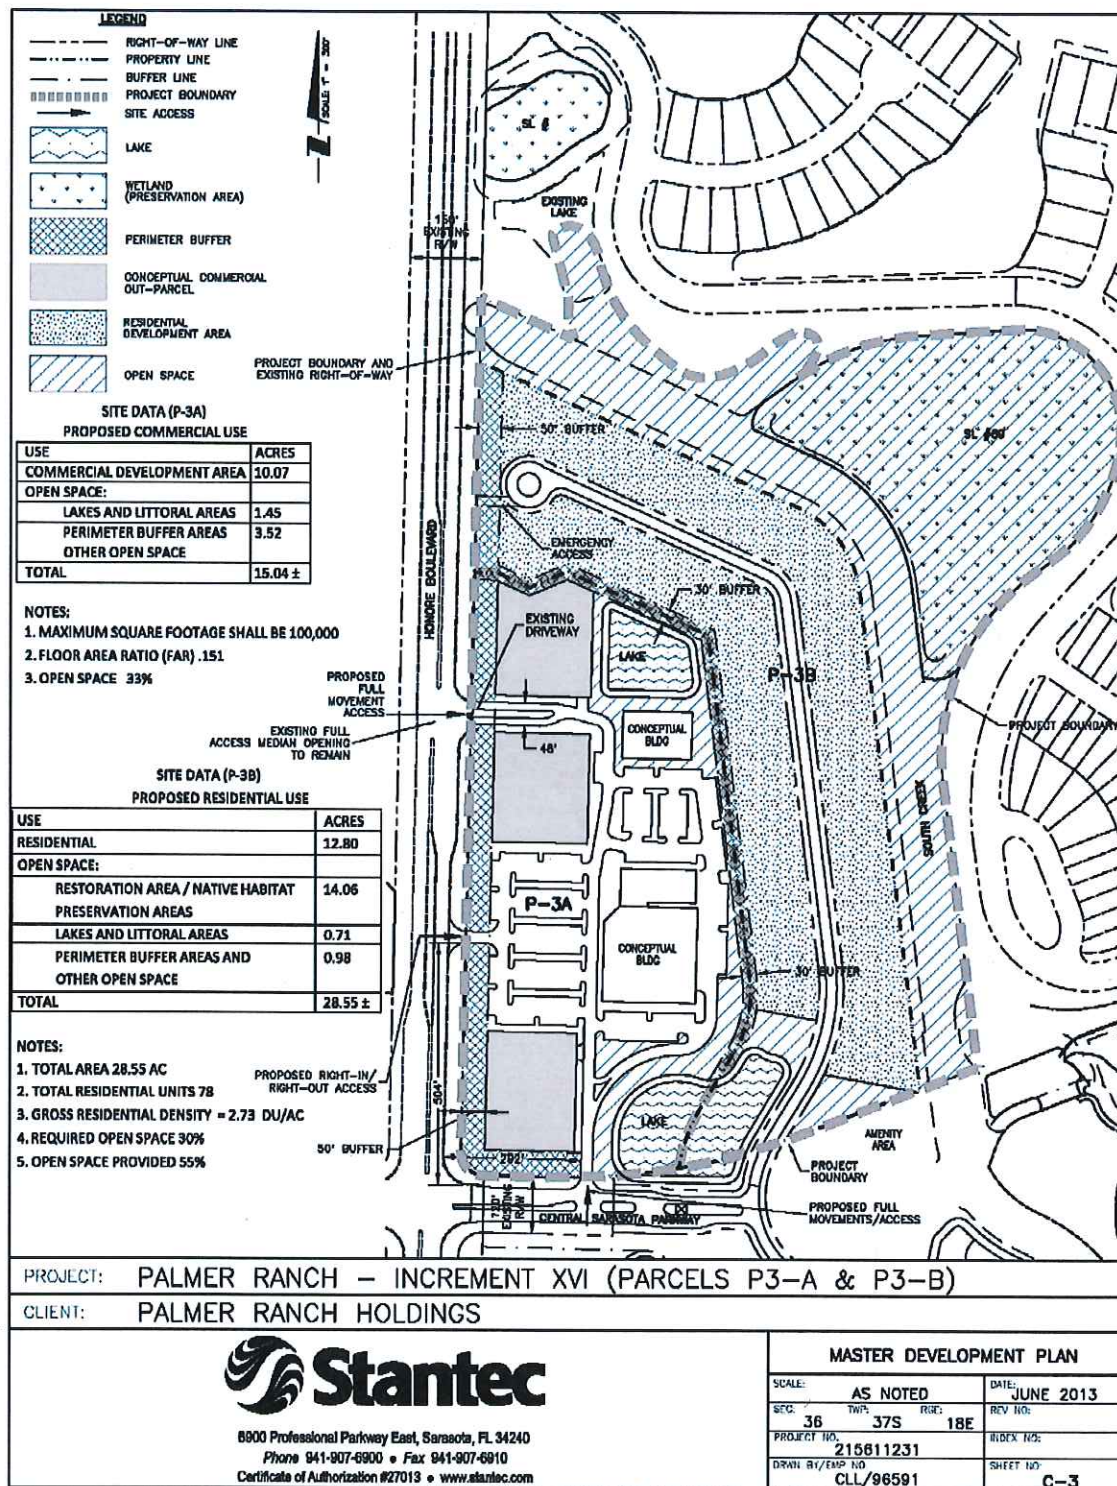 LEGEND
RIGHT-OF-WAY LINE
PROPERTY LINE
BUFFER LINE
PROJECT BOUNDARY
SITE ACCESS
LAKE
WETLAND
(PRESERVATION AREA)
PERIMETER BUFFER
CONCEPTUAL COMMERCIAL
OUT-PARCEL
RESIDENTIAL
DEVELOPMENT AREA
OPEN SPACE
SCALE: 1" = 300'
SITE DATA (P-3A)
PROPOSED COMMERCIAL USE
USE ACRES
COMMERCIAL DEVELOPMENT AREA 10.07
OPEN SPACE:
LAKES AND LITTORAL AREAS 1.45
PERIMETER BUFFER AREAS 3.52
OTHER OPEN SPACE
TOTAL 15.04 ±
NOTES:
1. MAXIMUM SQUARE FOOTAGE SHALL BE 100,000
2. FLOOR AREA RATIO (FAR) .151
3. OPEN SPACE 33%
SITE DATA (P-3B)
PROPOSED RESIDENTIAL USE
USE ACRES
RESIDENTIAL 12.80
OPEN SPACE:
RESTORATION AREA / NATIVE HABITAT 14.06
PRESERVATION AREAS
LAKES AND LITTORAL AREAS 0.71
PERIMETER BUFFER AREAS AND 0.98
OTHER OPEN SPACE
TOTAL 28.55 ±
NOTES:
1. TOTAL AREA 28.55 AC
2. TOTAL RESIDENTIAL UNITS 78
3. GROSS RESIDENTIAL DENSITY = 2.73 DU/AC
4. REQUIRED OPEN SPACE 30%
5. OPEN SPACE PROVIDED 55%
EXISTING
R/W
EXISTING
LAKE
PROJECT BOUNDARY AND
EXISTING RIGHT-OF-WAY
50' BUFFER
HONORE BOULEVARD
EMERGENCY
ACCESS
30' BUFFER
EXISTING
DRIVEWAY
LAKE
P-3B
PROPOSED
FULL
MOVEMENT
ACCESS
EXISTING FULL
ACCESS MEDIAN OPENING
TO REMAIN
48'
CONCEPTUAL
BLDG
PROJECT BOUNDARY
SOUTH CREEK
P-3A
CONCEPTUAL
BLDG
30' BUFFER
PROPOSED RIGHT-IN/
RIGHT-OUT ACCESS
504'
50' BUFFER
LAKE
AMENITY
AREA
PROJECT
BOUNDARY
EXISTING
R/W
CENTRAL SARASOTA PARKWAY
PROPOSED FULL
MOVEMENTS/ACCESS
PROJECT: PALMER RANCH – INCREMENT XVI (PARCELS P3-A & P3-B)
CLIENT: PALMER RANCH HOLDINGS
Stantec
6900 Professional Parkway East, Sarasota, FL 34240
Phone 941-907-6900 • Fax 941-907-6910
Certificate of Authorization #27013 • www.stantec.com
MASTER DEVELOPMENT PLAN
SCALE: AS NOTED DATE: JUNE 2013
SEC: 36 TWP: 37S RGE: 18E REV NO:
PROJECT NO. 215611231 INDEX NO:
DRWN BY/EMP NO CLL/96591 SHEET NO: C-3